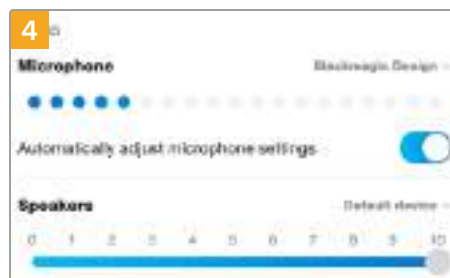 4
Microphone Blackmagic Design
Automatically adjust microphone settings
Speakers Default device
0 1 2 3 4 5 6 7 8 9 10